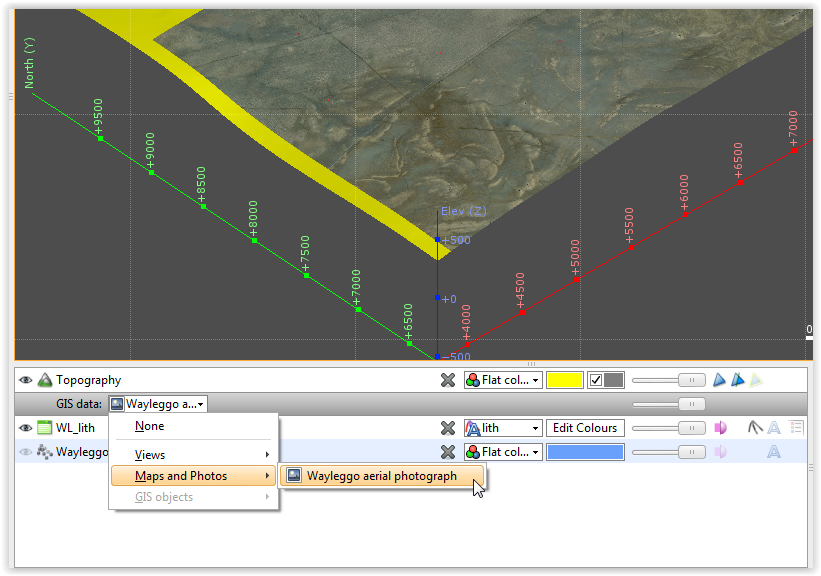 North (Y)
+9500
+9000
+8500
+8000
+7500
+7000
+6500
Elev (Z)
+500
+0
−500
+4000
+4500
+5000
+5500
+6000
+6500
+7000
0
Topography
Flat col...
GIS data:
Wayleggo a...
WL_lith
lith
Edit Colours
Wayleggo
Flat col...
None
Views
Maps and Photos
GIS objects
Wayleggo aerial photograph